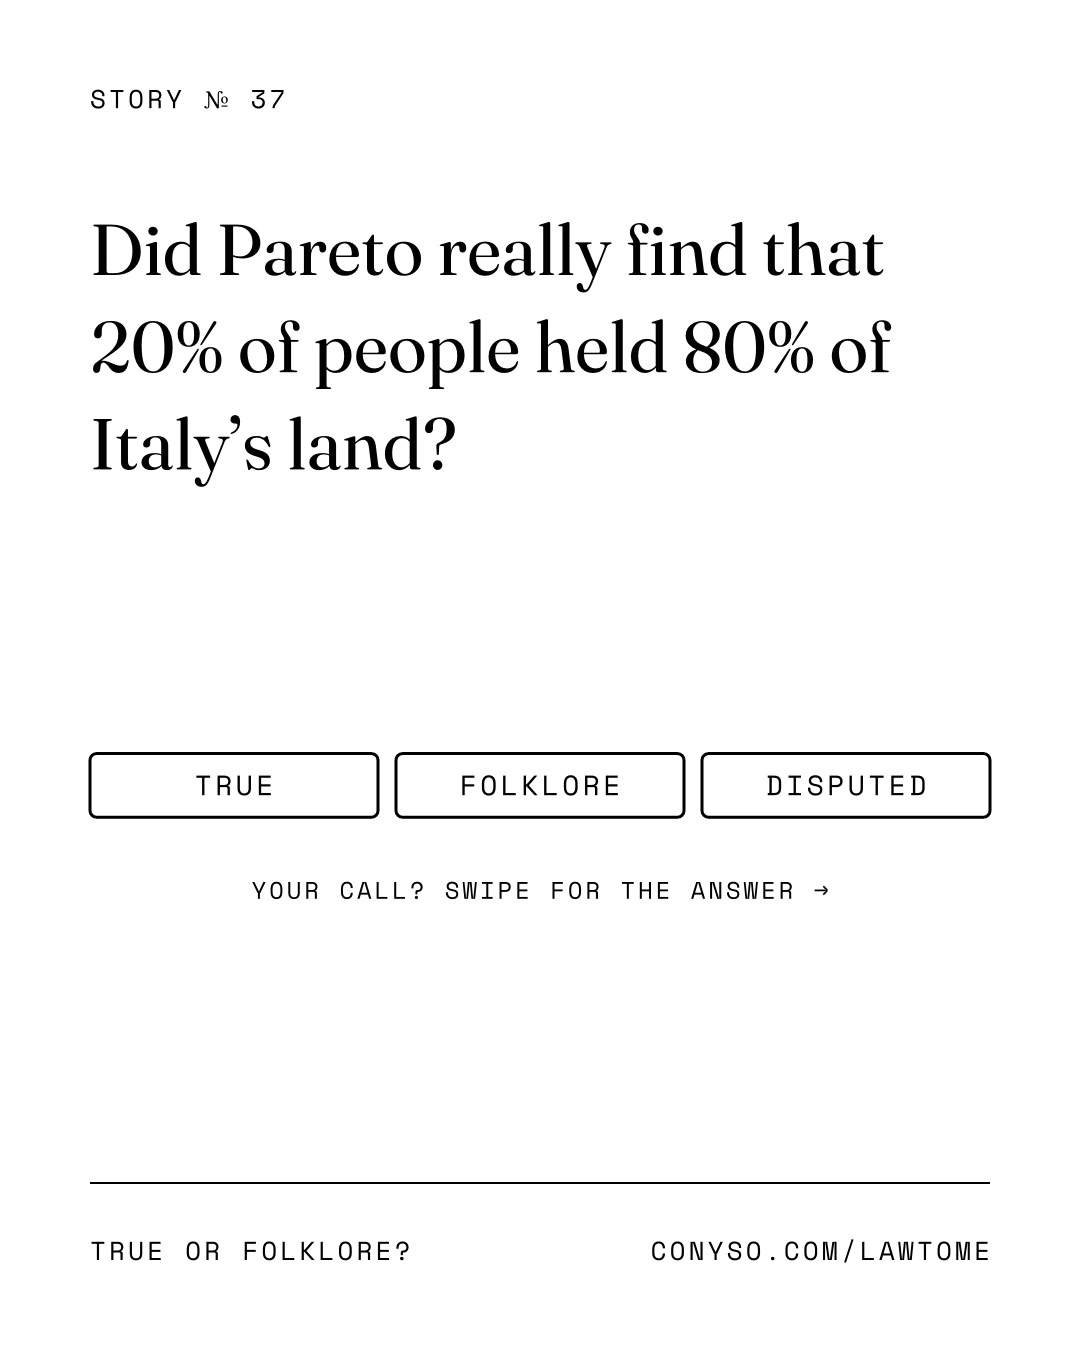 STORY № 37
Did Pareto really find that
20% of people held 80% of
Italy’s land?
TRUE
FOLKLORE
DISPUTED
YOUR CALL? SWIPE FOR THE ANSWER →
TRUE OR FOLKLORE?
CONYSO.COM/LAWTOME